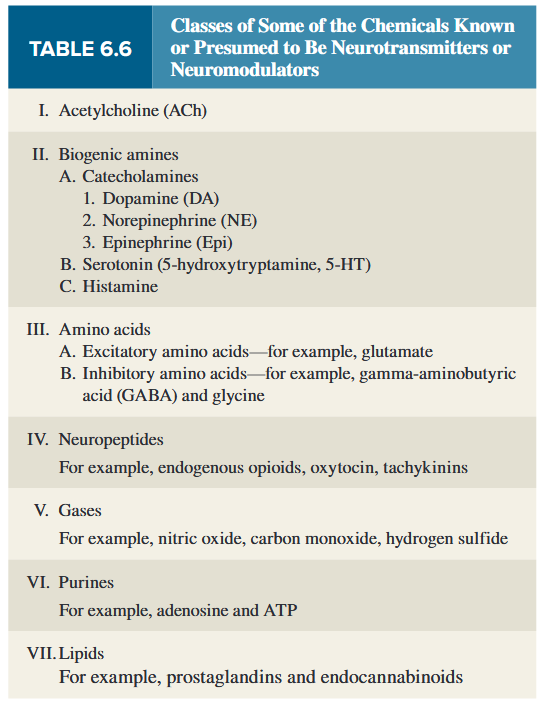 TABLE 6.6
Classes of Some of the Chemicals Known
or Presumed to Be Neurotransmitters or
Neuromodulators
I. Acetylcholine (ACh)
II. Biogenic amines
A. Catecholamines
1. Dopamine (DA)
2. Norepinephrine (NE)
3. Epinephrine (Epi)
B. Serotonin (5-hydroxytryptamine, 5-HT)
C. Histamine
III. Amino acids
A. Excitatory amino acids—for example, glutamate
B. Inhibitory amino acids—for example, gamma-aminobutyric
acid (GABA) and glycine
IV. Neuropeptides
For example, endogenous opioids, oxytocin, tachykinins
V. Gases
For example, nitric oxide, carbon monoxide, hydrogen sulfide
VI. Purines
For example, adenosine and ATP
VII. Lipids
For example, prostaglandins and endocannabinoids